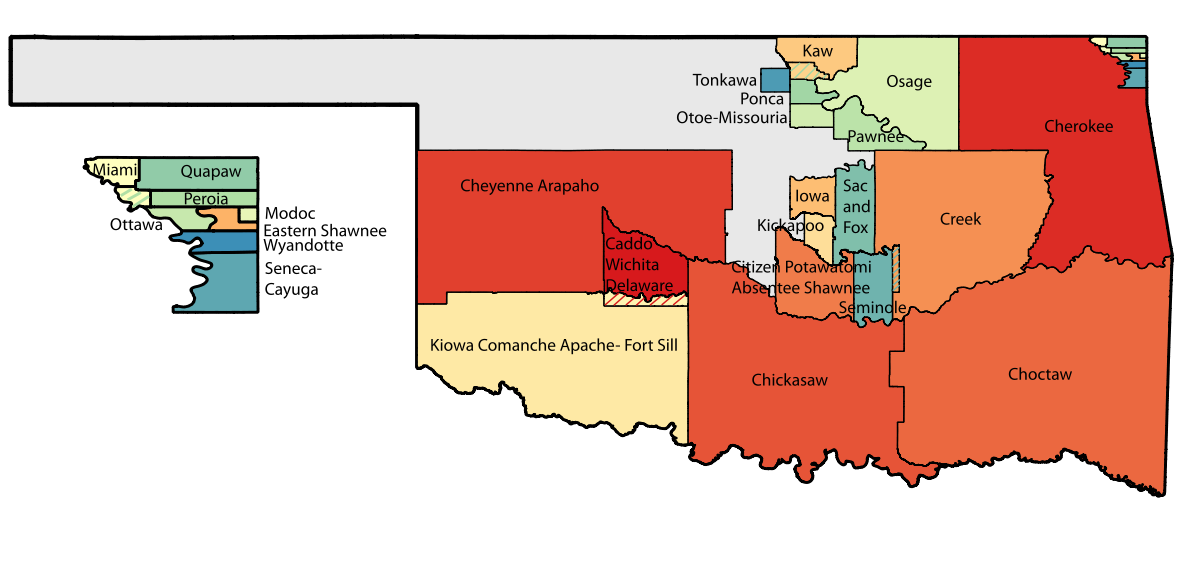 Kaw
Tonkawa
Osage
Ponca
Otoe-Missouria
Cherokee
Pawnee
Miami
Quapaw
Peroia
Ottawa
Modoc
Eastern Shawnee
Wyandotte
Seneca-
Cayuga
Cheyenne Arapaho
Iowa
Sac
and
Fox
Kickapoo
Creek
Caddo
Wichita
Delaware
Citizen Potawatomi
Absentee Shawnee
Seminole
Kiowa Comanche Apache- Fort Sill
Chickasaw
Choctaw